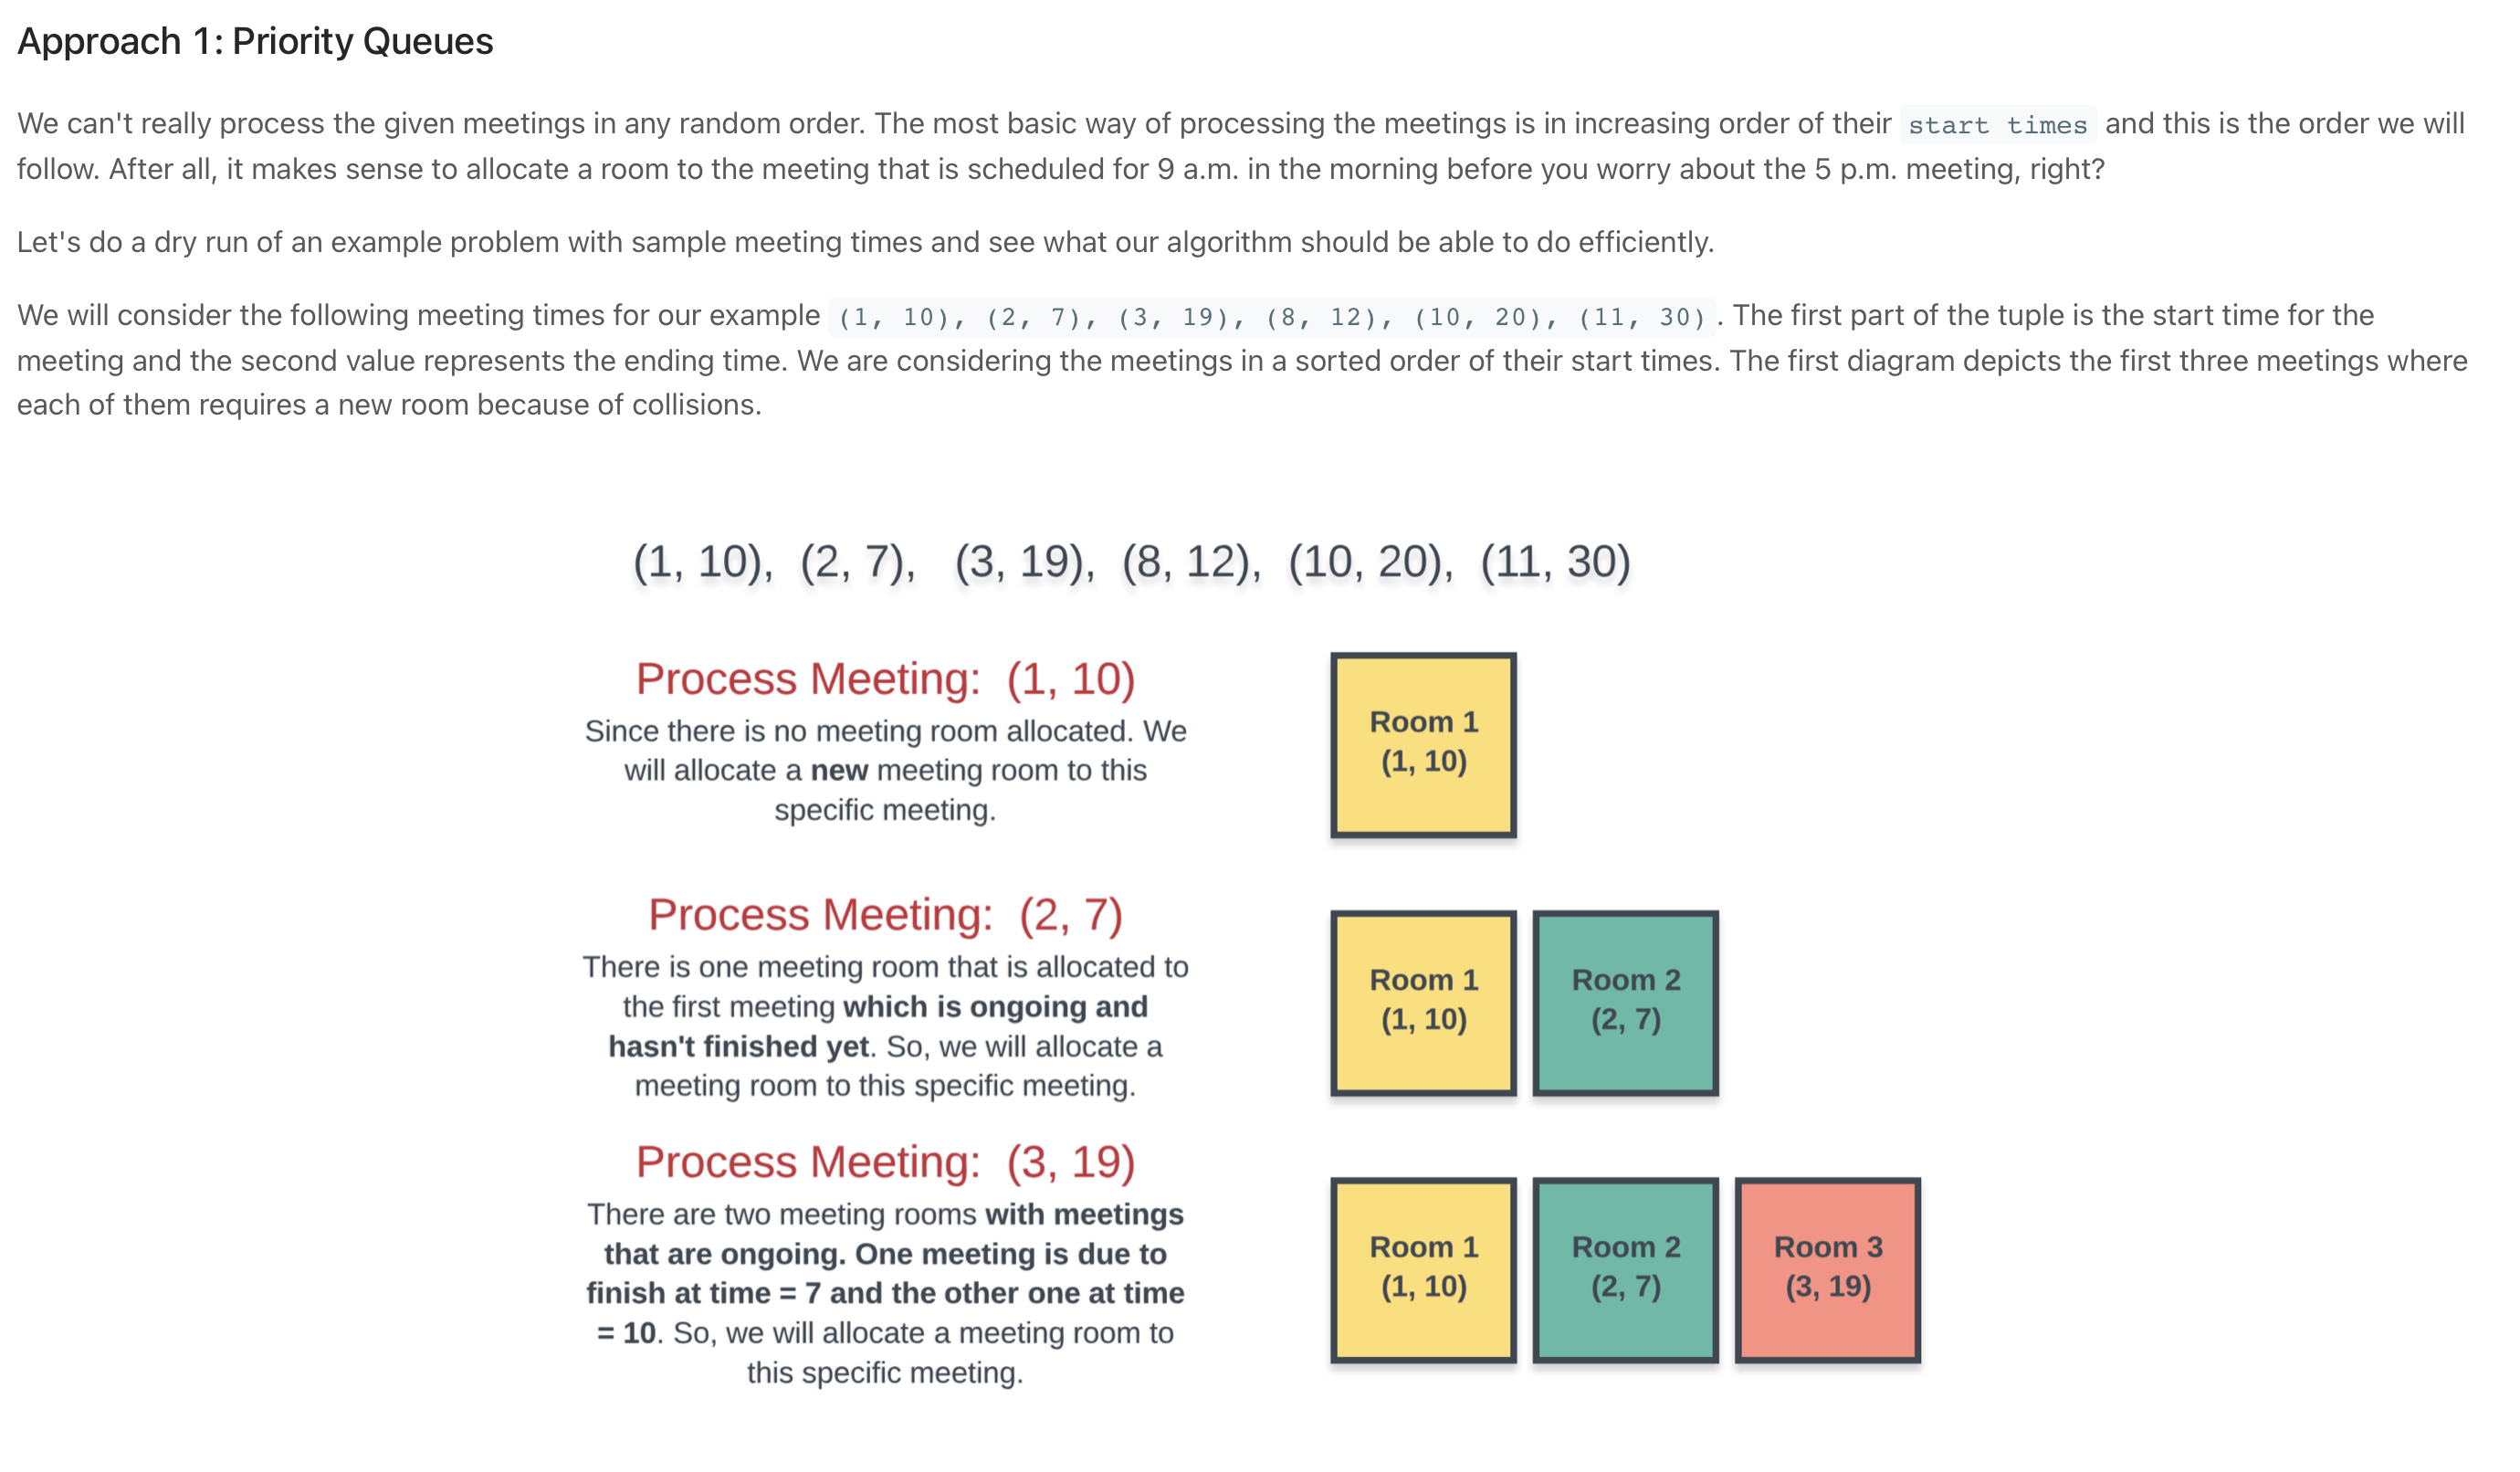 Approach 1: Priority Queues
We can't really process the given meetings in any random order. The most basic way of processing the meetings is in increasing order of their start times and this is the order we will
follow. After all, it makes sense to allocate a room to the meeting that is scheduled for 9 a.m. in the morning before you worry about the 5 p.m. meeting, right?
Let's do a dry run of an example problem with sample meeting times and see what our algorithm should be able to do efficiently.
We will consider the following meeting times for our example (1, 10), (2, 7), (3, 19), (8, 12), (10, 20), (11, 30). The first part of the tuple is the start time for the
meeting and the second value represents the ending time. We are considering the meetings in a sorted order of their start times. The first diagram depicts the first three meetings where
each of them requires a new room because of collisions.
(1, 10), (2, 7), (3, 19), (8, 12), (10, 20), (11, 30)
Process Meeting: (1, 10)
Since there is no meeting room allocated. We
will allocate a new meeting room to this
specific meeting.
Room 1
(1, 10)
Process Meeting: (2, 7)
There is one meeting room that is allocated to
the first meeting which is ongoing and
hasn't finished yet. So, we will allocate a
meeting room to this specific meeting.
Room 1
(1, 10)
Room 2
(2, 7)
Process Meeting: (3, 19)
There are two meeting rooms with meetings
that are ongoing. One meeting is due to
finish at time = 7 and the other one at time
= 10. So, we will allocate a meeting room to
this specific meeting.
Room 1
(1, 10)
Room 2
(2, 7)
Room 3
(3, 19)